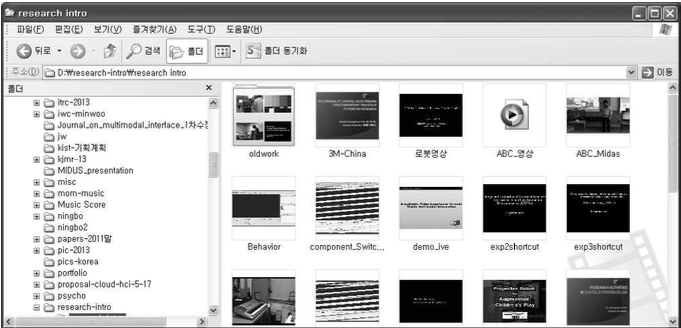 research intro
파일(F) 편집(E) 보기(V) 즐겨찾기(A) 도구(T) 도움말(H)
뒤로 검색 폴더 폴더 동기화
주소(D) D:₩research-intro₩research intro 이동
폴더
itrc-2013
iwc-minwoo
Journal_on_multimodal_interface_1차수정
jw
kist-기획계획
kjmr-13
MIDUS_presentation
misc
mom-music
Music Score
ningbo
ningbo2
papers-2011말
pic-2013
pics-korea
portfolio
proposal-cloud-hci-5-17
psycho
research-intro
oldwork 3M-China 로봇영상 ABC_영상 ABC_Midas
Behavior component_Switc... demo_ive exp2shortcut exp3shortcut
Projection Based
Augmented
Children's Play